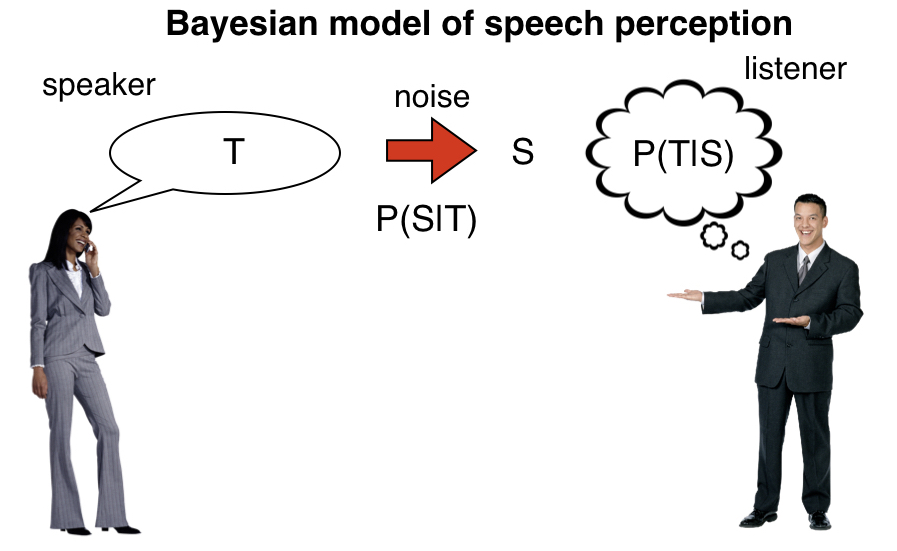 Bayesian model of speech perception
speaker
listener
noise
T
S
P(T|S)
P(S|T)